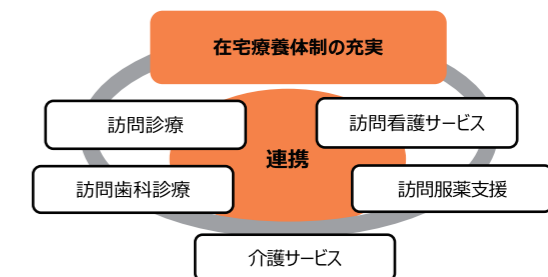 在宅療養体制の充実
訪問診療
訪問看護サービス
連携
訪問歯科診療
訪問服薬支援
介護サービス